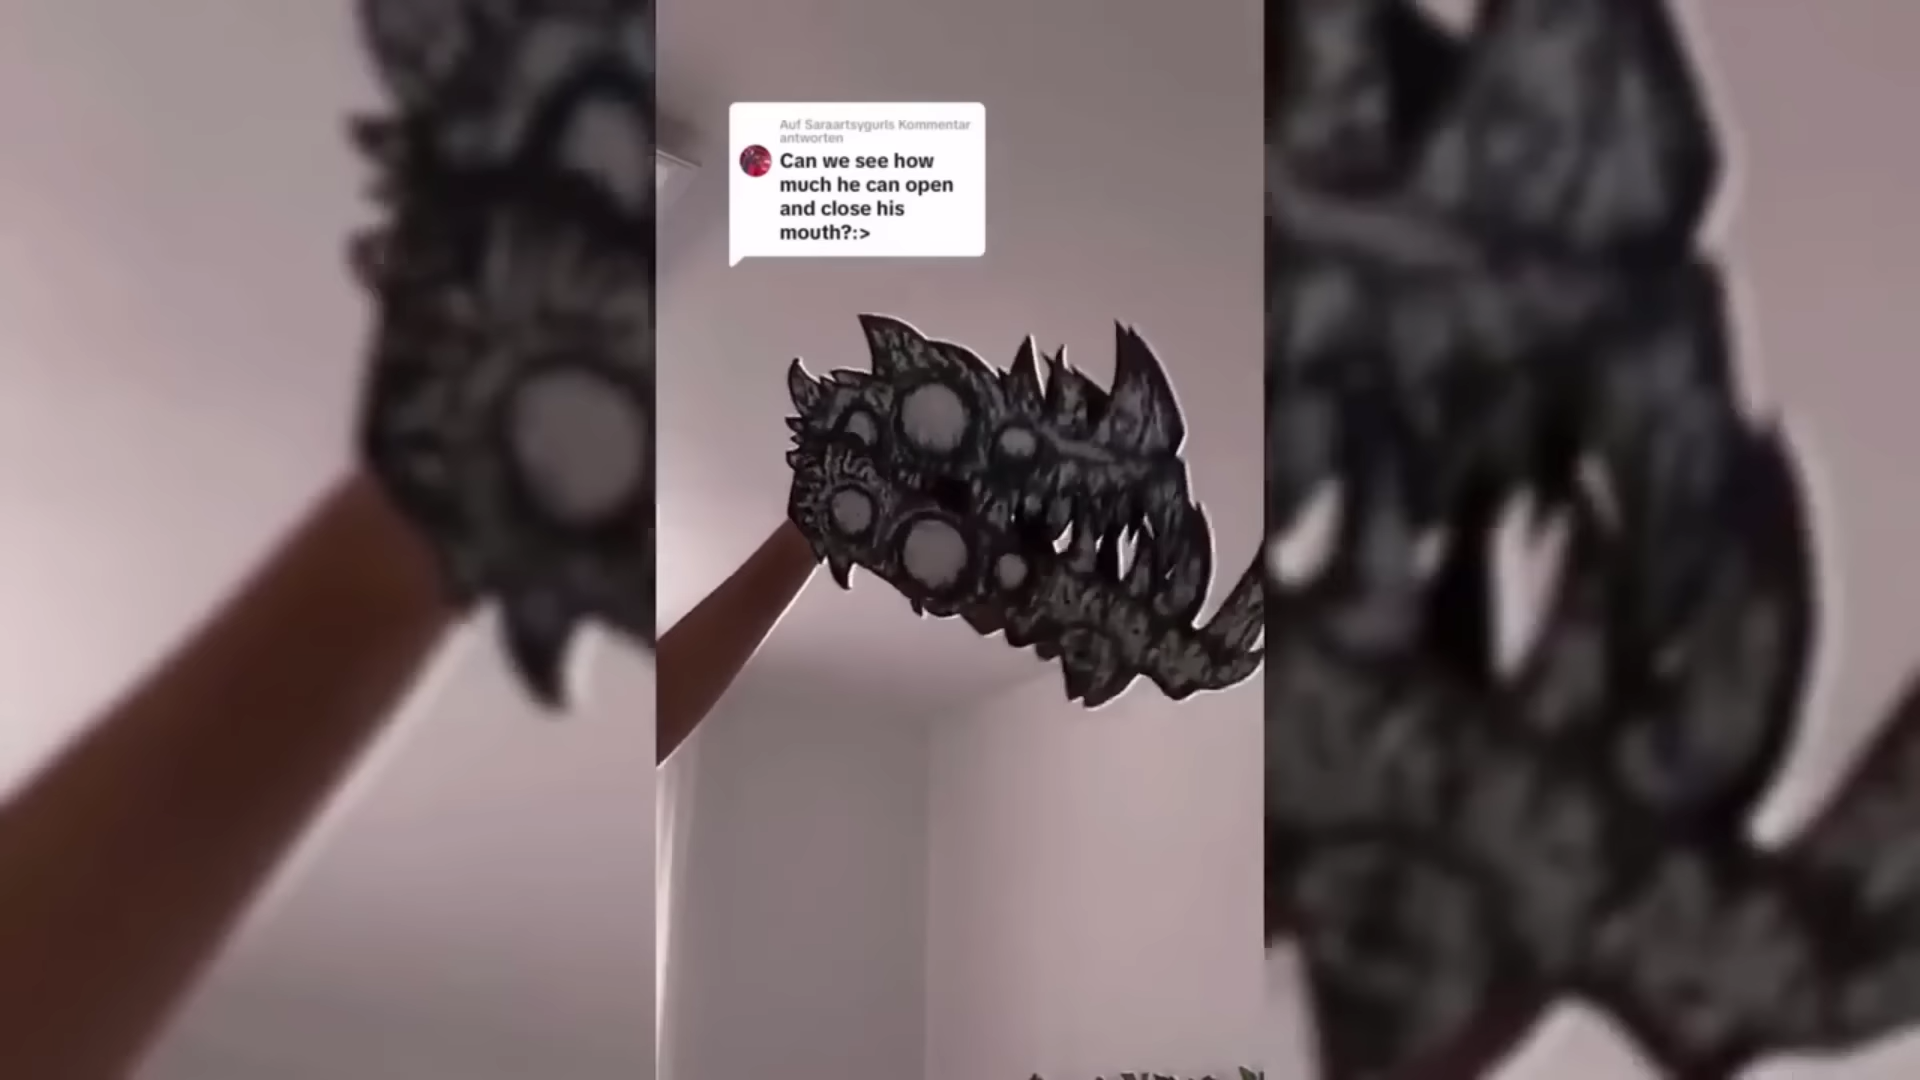 Auf Saraartsygurls Kommentar
antworten
Can we see how
much he can open
and close his
mouth?:>